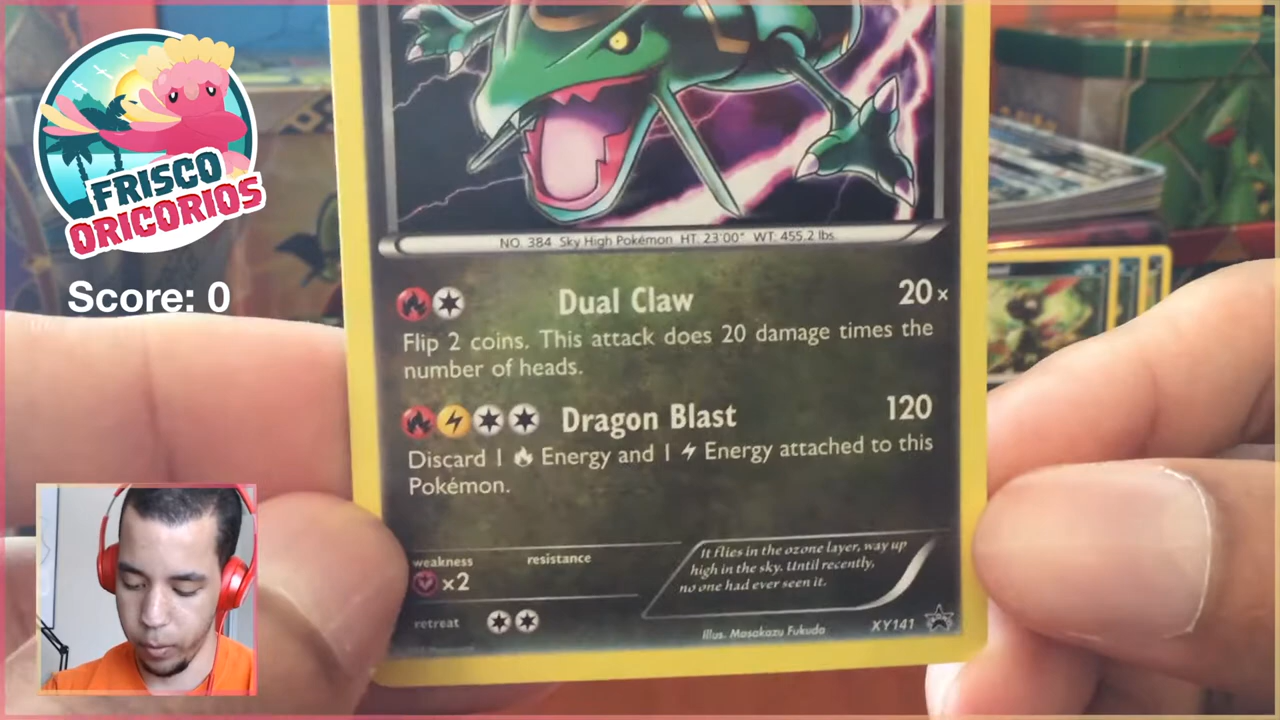 FRISCO
ORICORIOS
Score: 0
NO. 384 Sky High Pokémon HT: 23'00" WT: 455.2 lbs.
Dual Claw 20×
Flip 2 coins. This attack does 20 damage times the
number of heads.
Dragon Blast 120
Discard 1 Energy and 1 Energy attached to this
Pokémon.
weakness resistance
×2
It flies in the ozone layer, way up
high in the sky. Until recently,
no one had ever seen it.
retreat
Illus. Masakazu Fukuda XY141